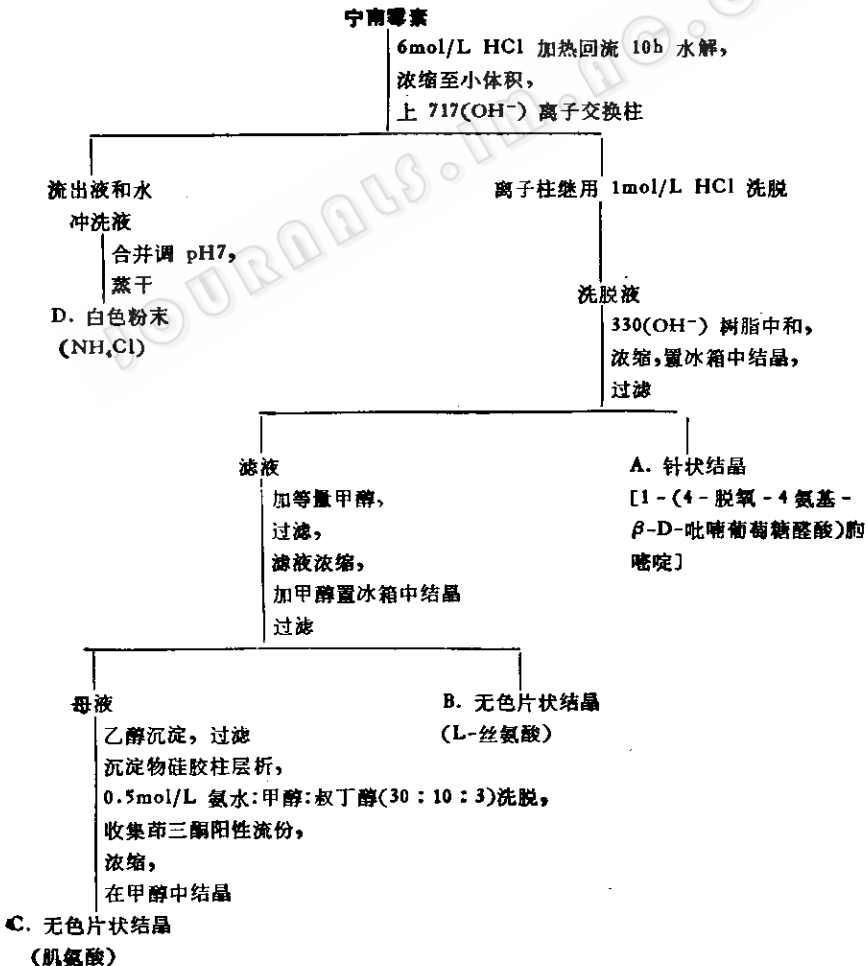 宁南霉素
6mol/L HCl 加热回流 10h 水解，
浓缩至小体积，
上 717(OH⁻) 离子交换柱
流出液和水
冲洗液
合并调 pH7，
蒸干
D. 白色粉末
(NH₄Cl)
离子柱继用 1mol/L HCl 洗脱
洗脱液
330(OH⁻) 树脂中和，
浓缩，置冰箱中结晶，
过滤
滤液
加等量甲醇、
过滤，
滤液浓缩，
加甲醇置冰箱中结晶
过滤
A. 针状结晶
[1-(4-脱氧-4氨基-
β-D-吡喃葡萄糖醛酸)胞
嘧啶]
母液
乙醇沉淀，过滤
沉淀物硅胶柱层析，
0.5mol/L 氨水:甲醇:叔丁醇(30:10:3)洗脱，
收集茚三酮阳性流份，
浓缩，
在甲醇中结晶
B. 无色片状结晶
(L-丝氨酸)
C. 无色片状结晶
(肌氨酸)
JOURNALS.IM.AC.C